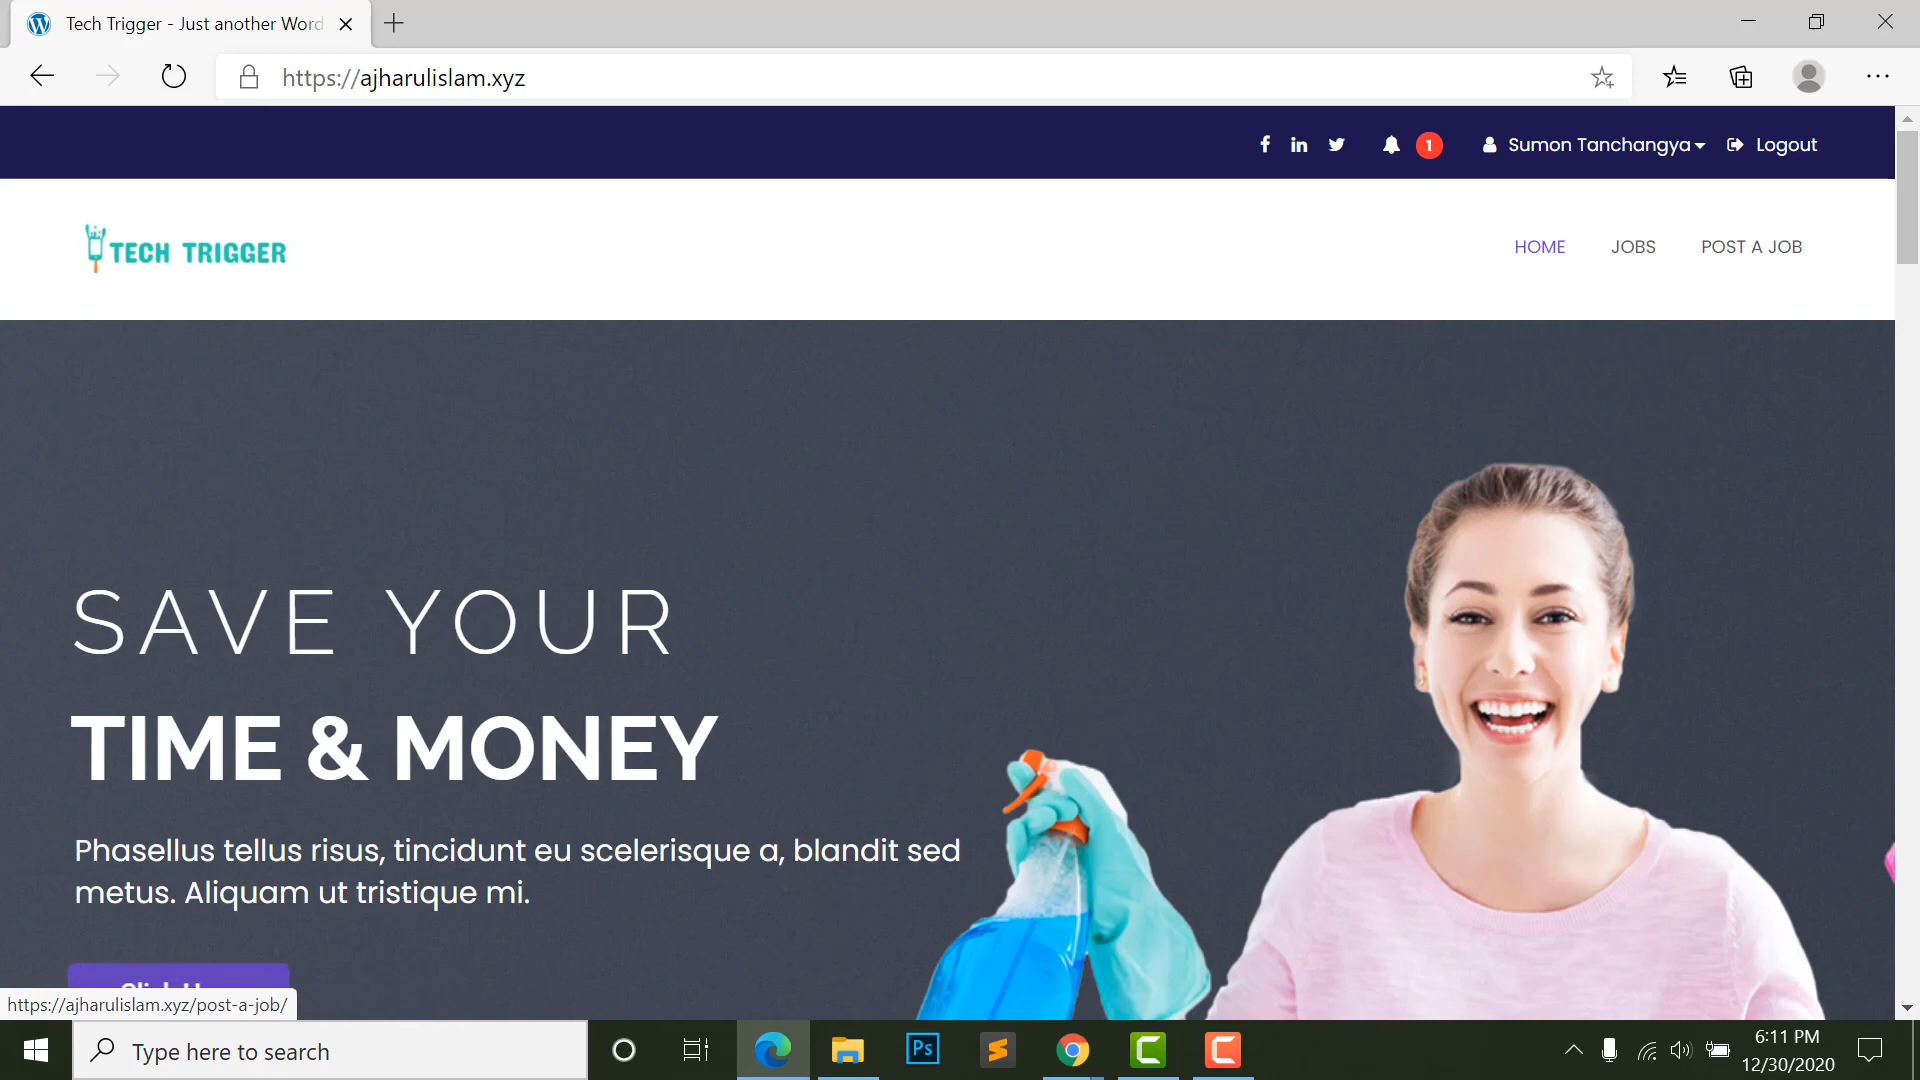 Tech Trigger - Just another Word
https://ajharulislam.xyz
1
Sumon Tanchangya
Logout
TECH TRIGGER
HOME
JOBS
POST A JOB
SAVE YOUR
TIME & MONEY
Phasellus tellus risus, tincidunt eu scelerisque a, blandit sed
metus. Aliquam ut tristique mi.
https://ajharulislam.xyz/post-a-job/
Type here to search
Ps
6:11 PM
12/30/2020